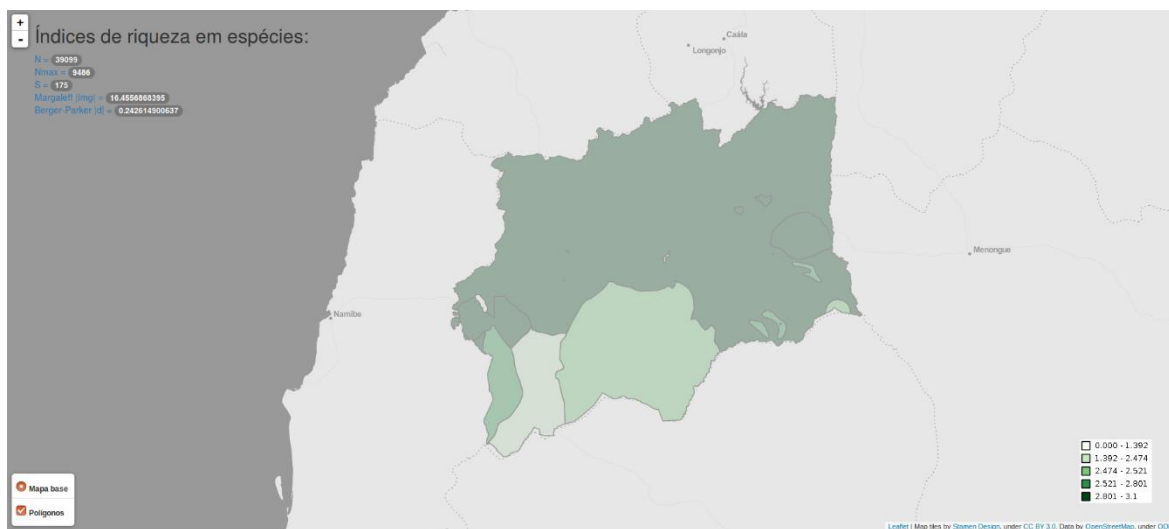 +
-
Índices de riqueza em espécies:
N = 39099
Nmax = 9486
S = 175
Margaleff |Img| = 16.4556868395
Berger-Parker |d| = 0.242614900637
Caála
Longonjo
Menongue
Namibe
0.000 - 1.392
1.392 - 2.474
2.474 - 2.521
2.521 - 2.801
2.801 - 3.1
Mapa base
Polígonos
Leaflet | Map tiles by Stamen Design, under CC BY 3.0. Data by OpenStreetMap, under